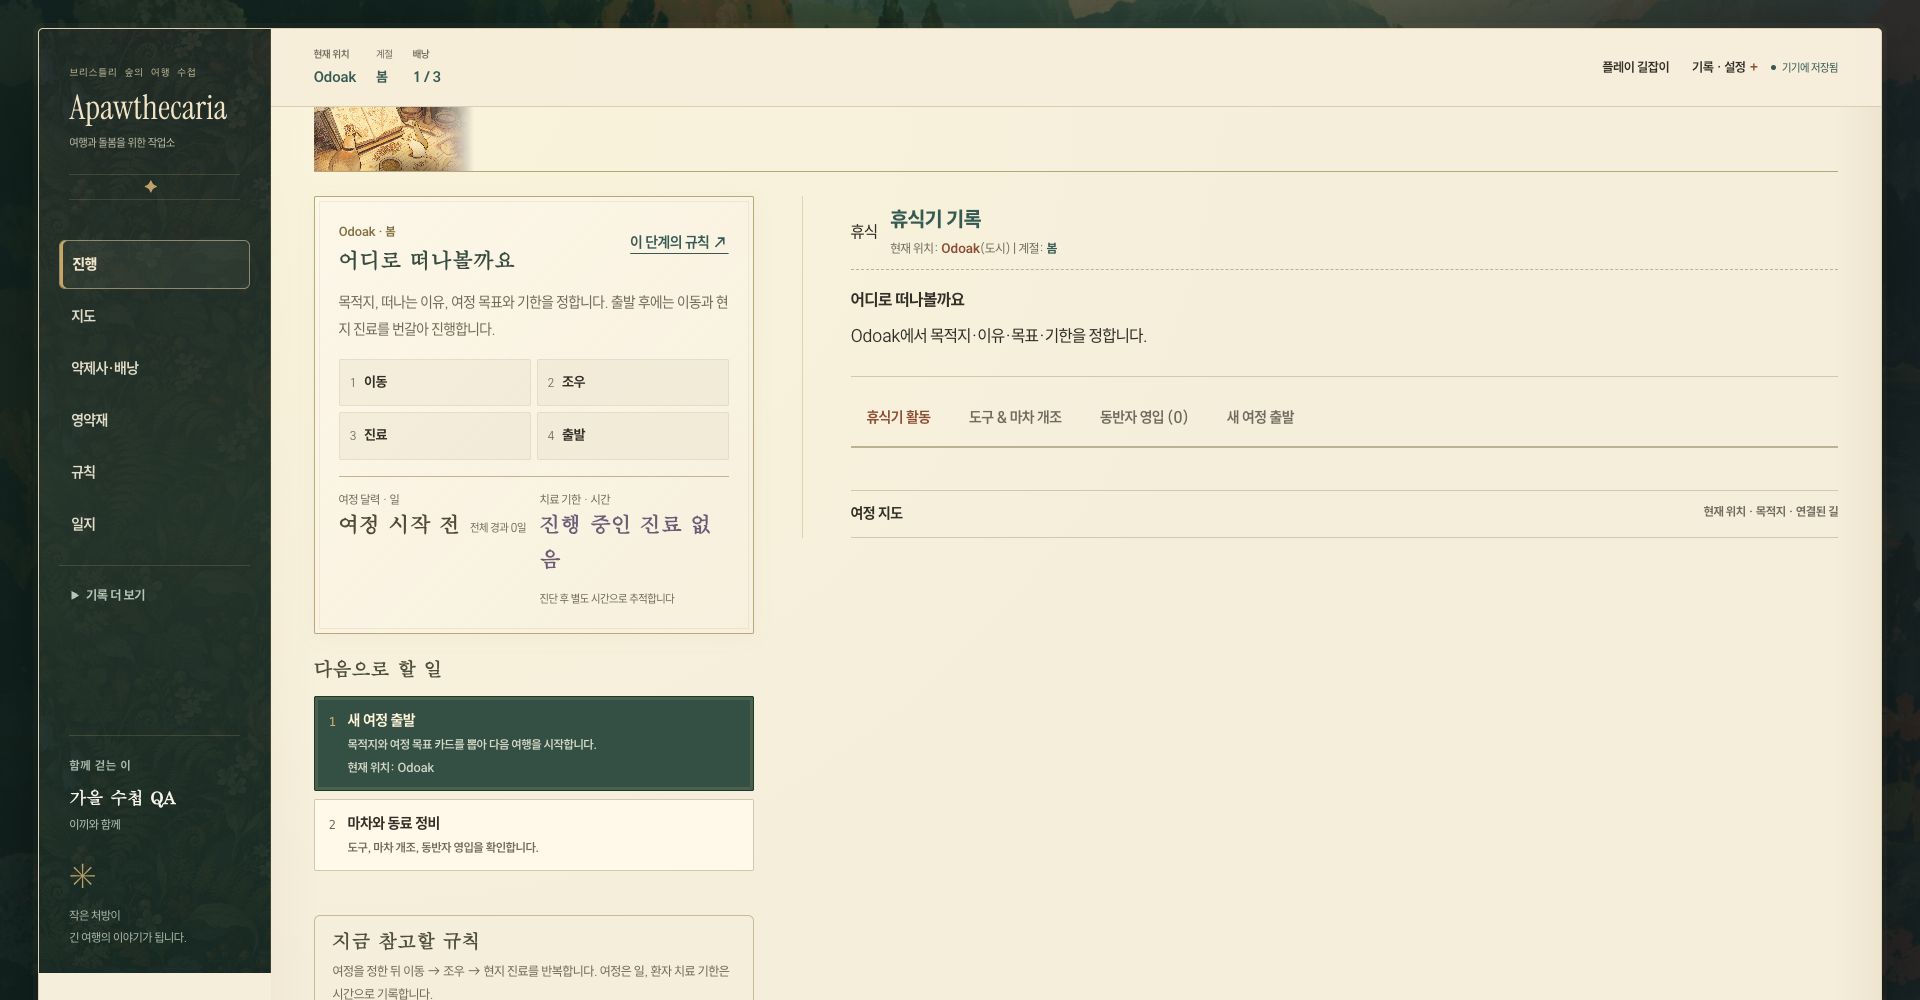 브리스틀리 숲의 여행 수첩
Apawthecaria
여행과 돌봄을 위한 작업소
진행
지도
약제사·배낭
영약재
규칙
일지
▶ 기록 더 보기
함께 걷는 이
가을 수첩 QA
이끼와 함께
작은 처방이
긴 여행의 이야기가 됩니다.
현재 위치 계절 배낭
Odoak 봄 1 / 3
플레이 길잡이 기록 · 설정 + 기기에 저장됨
Odoak · 봄
어디로 떠나볼까요
이 단계의 규칙 ↗
목적지, 떠나는 이유, 여정 목표와 기한을 정합니다. 출발 후에는 이동과 현
지 진료를 번갈아 진행합니다.
1 이동 2 조우
3 진료 4 출발
여정 달력 · 일 치료 기한 · 시간
여정 시작 전 전체 경과 0일 진행 중인 진료 없
음
진단 후 별도 시간으로 추적합니다
다음으로 할 일
1 새 여정 출발
목적지와 여정 목표 카드를 뽑아 다음 여행을 시작합니다.
현재 위치: Odoak
2 마차와 동료 정비
도구, 마차 개조, 동반자 영입을 확인합니다.
지금 참고할 규칙
여정을 정한 뒤 이동 → 조우 → 현지 진료를 반복합니다. 여정은 일, 환자 치료 기한은
시간으로 기록합니다.
휴식 휴식기 기록
현재 위치: Odoak(도시) | 계절: 봄
어디로 떠나볼까요
Odoak에서 목적지·이유·목표·기한을 정합니다.
휴식기 활동 도구 & 마차 개조 동반자 영입 (0) 새 여정 출발
여정 지도 현재 위치 · 목적지 · 연결된 길